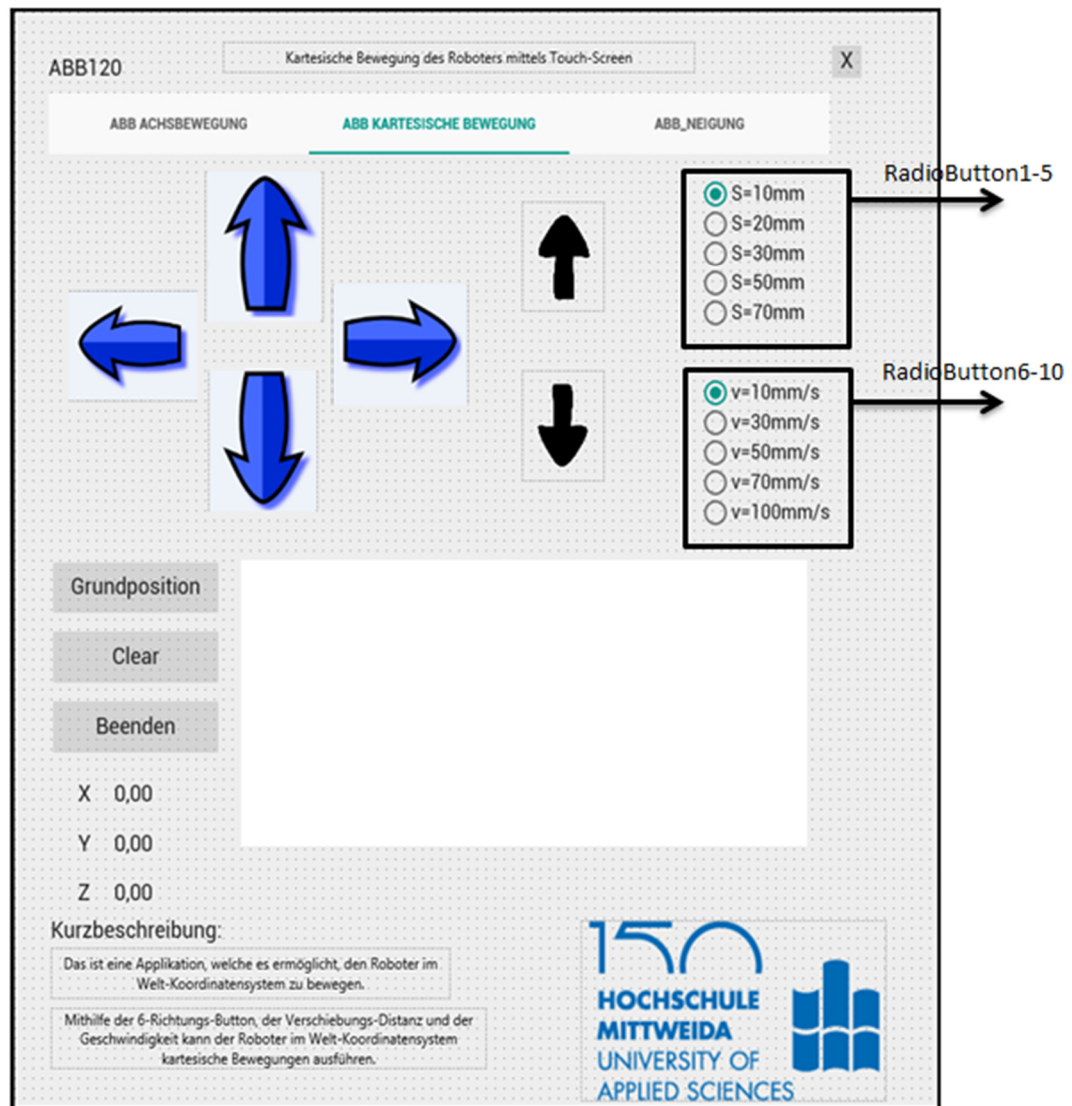 Kartesische Bewegung des Roboters mittels Touch-Screen
ABB120
X
ABB ACHSBEWEGUNG
ABB KARTESISCHE BEWEGUNG
ABB_NEIGUNG
RadioButton1-5
S=10mm
S=20mm
S=30mm
S=50mm
S=70mm
RadioButton6-10
v=10mm/s
v=30mm/s
v=50mm/s
v=70mm/s
v=100mm/s
Grundposition
Clear
Beenden
X 0,00
Y 0,00
Z 0,00
Kurzbeschreibung:
Das ist eine Applikation, welche es ermöglicht, den Roboter im
Welt-Koordinatensystem zu bewegen.
Mithilfe der 6-Richtungs-Button, der Verschiebungs-Distanz und der
Geschwindigkeit kann der Roboter im Welt-Koordinatensystem
kartesische Bewegungen ausführen.
150
HOCHSCHULE
MITTWEIDA
UNIVERSITY OF
APPLIED SCIENCES